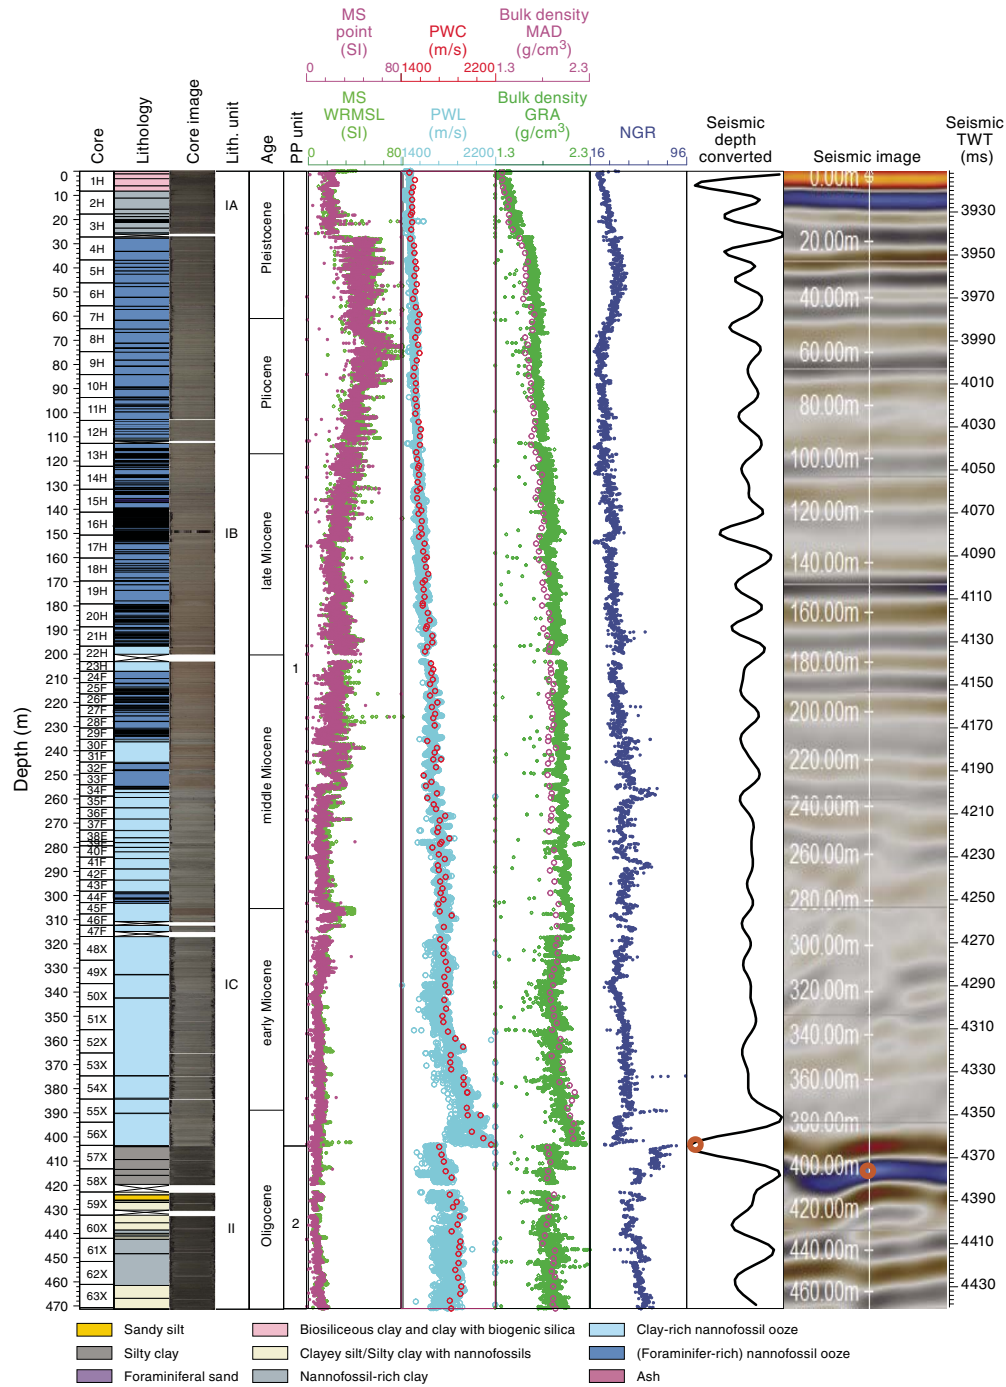 MS point (SI)
PWC (m/s)
Bulk density MAD (g/cm³)
0 80 1400 2200 1.3 2.3
Core
Lithology
Core image
Lith. unit
Age
PP unit
MS WRMSL (SI)
PWL (m/s)
Bulk density GRA (g/cm³)
NGR
Seismic depth converted
Seismic image
Seismic TWT (ms)
0 80 1400 2200 1.3 2.3 16 96
Depth (m)
0
10
20
30
40
50
60
70
80
90
100
110
120
130
140
150
160
170
180
190
200
210
220
230
240
250
260
270
280
290
300
310
320
330
340
350
360
370
380
390
400
410
420
430
440
450
460
470
1H
2H
3H
4H
5H
6H
7H
8H
9H
10H
11H
12H
13H
14H
15H
16H
17H
18H
19H
20H
21H
22H
23H
24F
25F
26F
27F
28F
29F
30F
31F
32F
33F
34F
35F
36F
37F
38F
39F
40F
41F
42F
43F
44F
45F
46F
47F
48X
49X
50X
51X
52X
53X
54X
55X
56X
57X
58X
59X
60X
61X
62X
63X
IA
IB
IC
II
Pleistocene
Pliocene
late Miocene
middle Miocene
early Miocene
Oligocene
1
2
0.00m
20.00m
40.00m
60.00m
80.00m
100.00m
120.00m
140.00m
160.00m
180.00m
200.00m
220.00m
240.00m
260.00m
280.00m
300.00m
320.00m
340.00m
360.00m
380.00m
400.00m
420.00m
440.00m
460.00m
3930
3950
3970
3990
4010
4030
4050
4070
4090
4110
4130
4150
4170
4190
4210
4230
4250
4270
4290
4310
4330
4350
4370
4390
4410
4430
Sandy silt
Biosiliceous clay and clay with biogenic silica
Clay-rich nannofossil ooze
Silty clay
Clayey silt/Silty clay with nannofossils
(Foraminifer-rich) nannofossil ooze
Foraminiferal sand
Nannofossil-rich clay
Ash